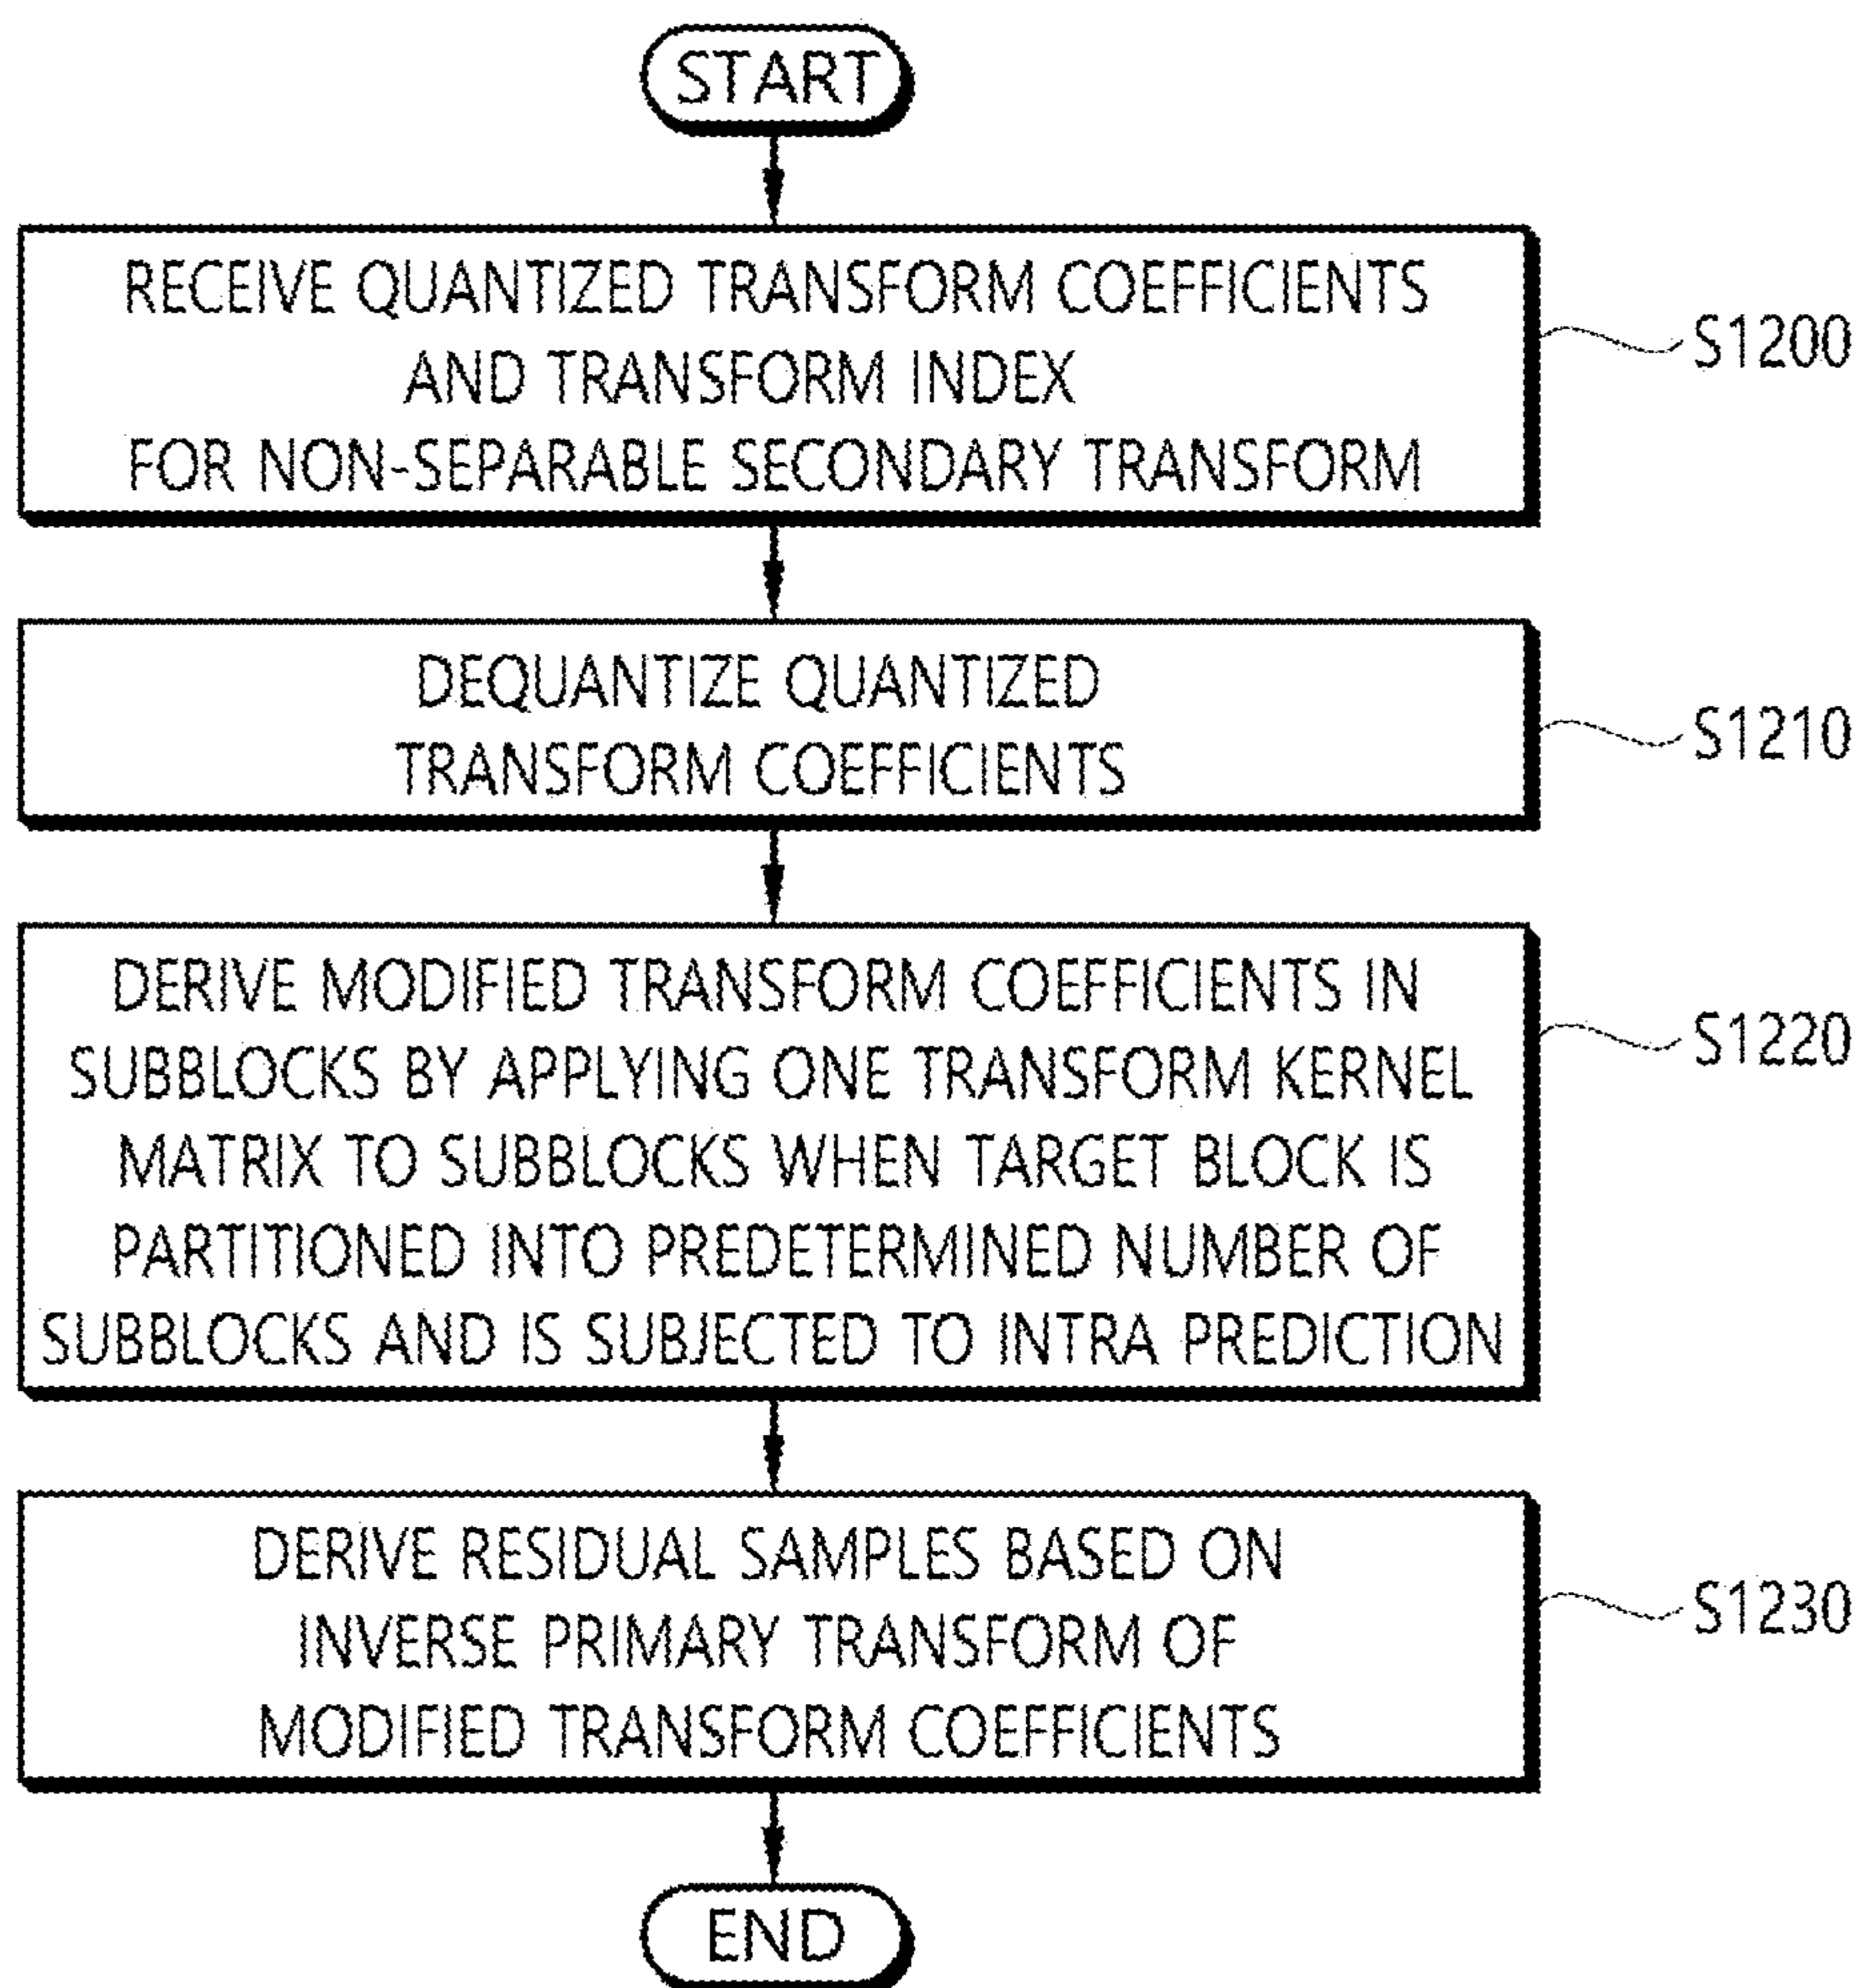 START
RECEIVE QUANTIZED TRANSFORM COEFFICIENTS
AND TRANSFORM INDEX
FOR NON-SEPARABLE SECONDARY TRANSFORM
S1200
DEQUANTIZE QUANTIZED
TRANSFORM COEFFICIENTS
S1210
DERIVE MODIFIED TRANSFORM COEFFICIENTS IN
SUBBLOCKS BY APPLYING ONE TRANSFORM KERNEL
MATRIX TO SUBBLOCKS WHEN TARGET BLOCK IS
PARTITIONED INTO PREDETERMINED NUMBER OF
SUBBLOCKS AND IS SUBJECTED TO INTRA PREDICTION
S1220
DERIVE RESIDUAL SAMPLES BASED ON
INVERSE PRIMARY TRANSFORM OF
MODIFIED TRANSFORM COEFFICIENTS
S1230
END